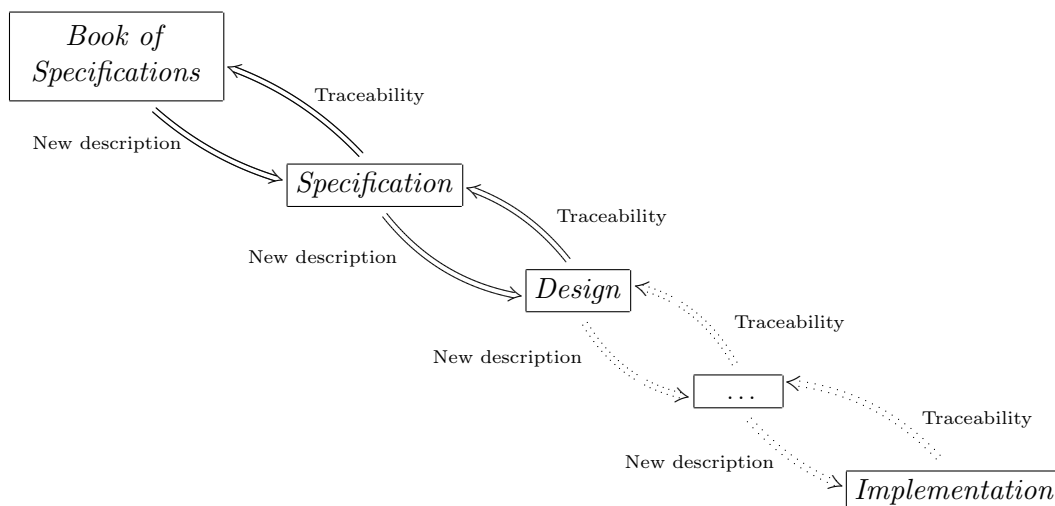 Book of
Specifications
Traceability
New description
Specification
Traceability
New description
Design
Traceability
New description
...
Traceability
New description
Implementation